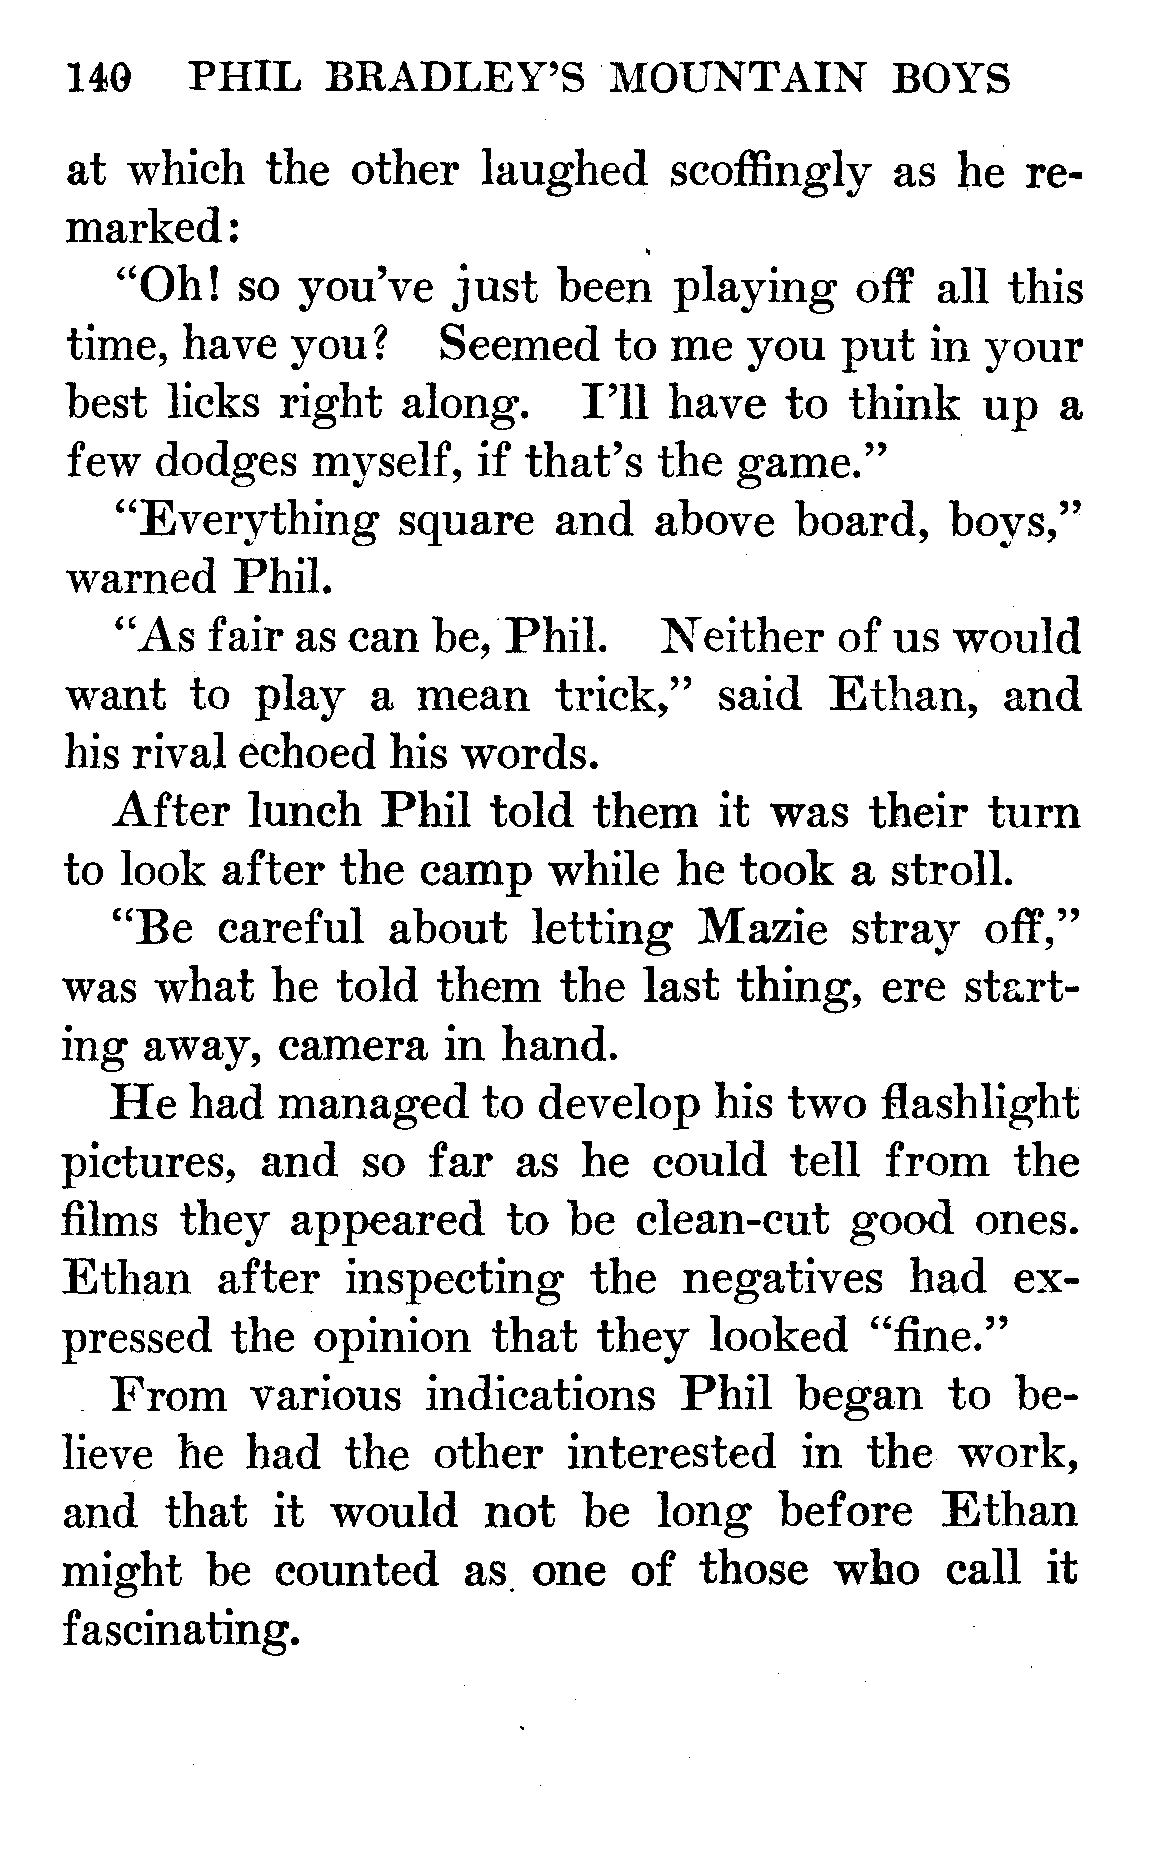 140 PHIL BRADLEY'S MOUNTAIN BOYS
at which the other laughed scoffingly as he re-
marked:
“Oh! so you've just been playing off all this
time, have you? Seemed to me you put in your
best licks right along. I'll have to think up a
few dodges myself, if that's the game.”
“Everything square and above board, boys,”
warned Phil.
“As fair as can be, Phil. Neither of us would
want to play a mean trick,” said Ethan, and
his rival echoed his words.
After lunch Phil told them it was their turn
to look after the camp while he took a stroll.
“Be careful about letting Mazie stray off,”
was what he told them the last thing, ere start-
ing away, camera in hand.
He had managed to develop his two flashlight
pictures, and so far as he could tell from the
films they appeared to be clean-cut good ones.
Ethan after inspecting the negatives had ex-
pressed the opinion that they looked “fine.”
From various indications Phil began to be-
lieve he had the other interested in the work,
and that it would not be long before Ethan
might be counted as one of those who call it
fascinating.